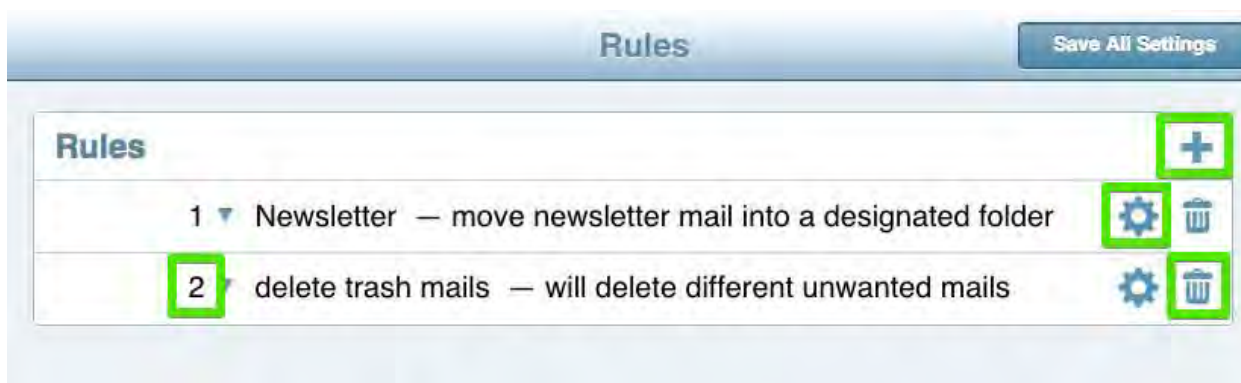 Rules
Save All Settings
Rules
1 Newsletter — move newsletter mail into a designated folder
2 delete trash mails — will delete different unwanted mails